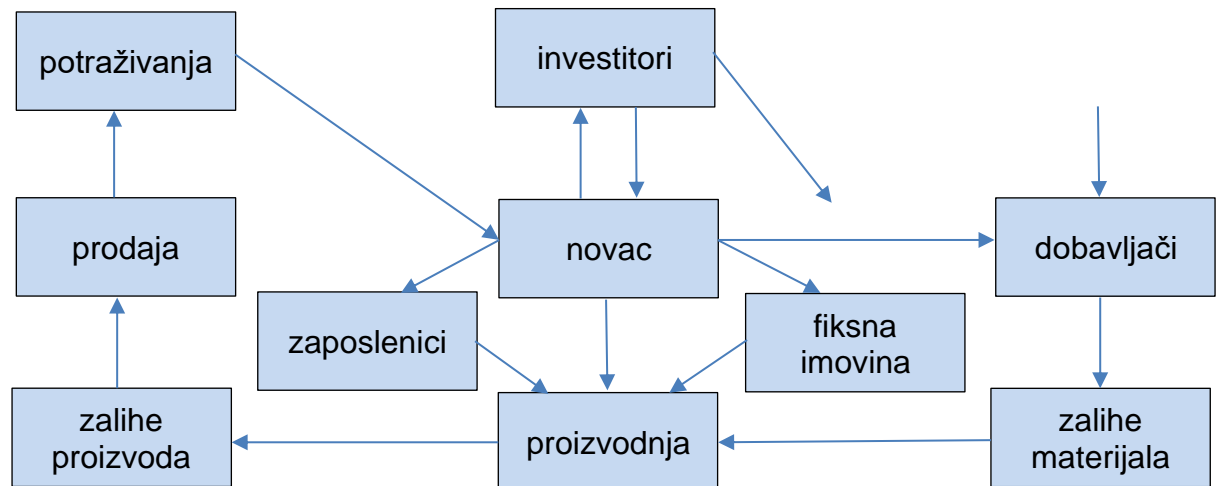 potraživanja
investitori
prodaja
novac
dobavljači
zaposlenici
fiksna
imovina
zalihe
proizvoda
proizvodnja
zalihe
materijala